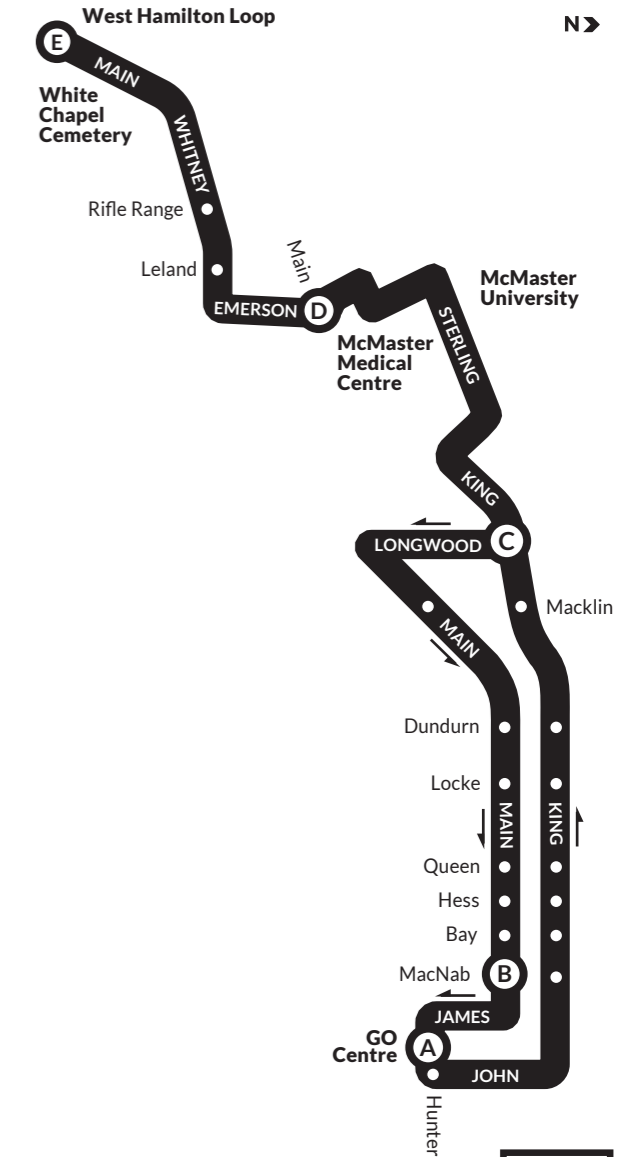 West Hamilton Loop
N
E
MAIN
White
Chapel
Cemetery
WHITNEY
Rifle Range
Leland
Main
EMERSON
D
McMaster
University
McMaster
Medical
Centre
STERLING
KING
LONGWOOD
C
Macklin
MAIN
Dundurn
Locke
MAIN
KING
Queen
Hess
Bay
MacNab
B
JAMES
GO
Centre
A
JOHN
Hunter